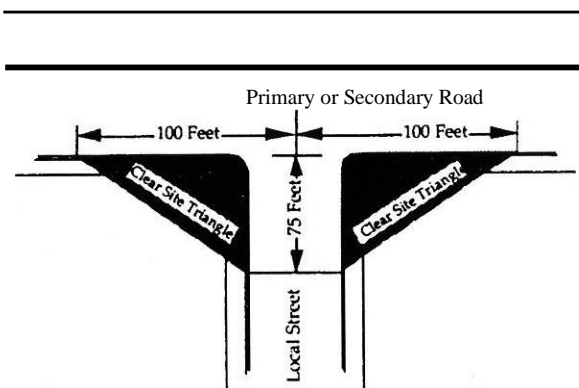 Primary or Secondary Road
100 Feet
100 Feet
Clear Site Triangle
75 Feet
Clear Site Triangle
Local Street